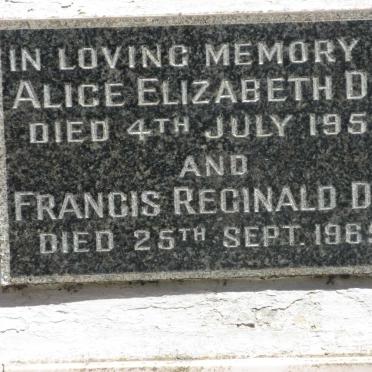 IN LOVING MEMORY
ALICE ELIZABETH D
DIED 4TH JULY 195
AND
FRANCIS REGINALD D
DIED 25TH SEPT. 196